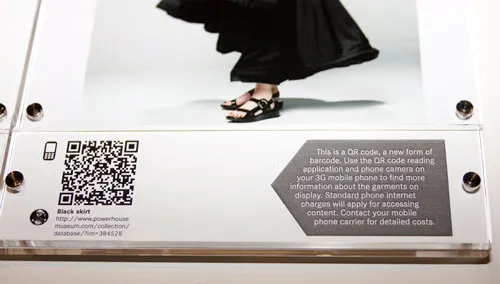 Black skirt
http://www.powerhouse
museum.com/collection/
database/?irn=384528
This is a QR code, a new form of
barcode. Use the QR code reading
application and phone camera on
your 3G mobile phone to find more
information about the garments on
display. Standard phone internet
charges will apply for accessing
content. Contact your mobile
phone carrier for detailed costs.